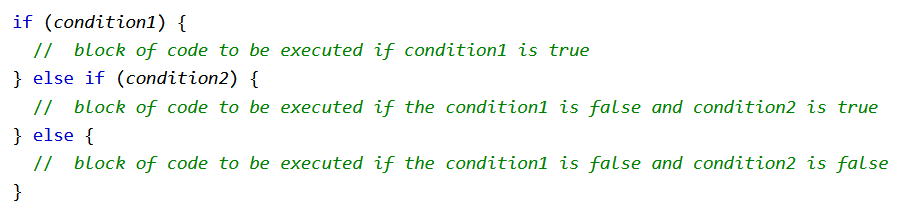 if (condition1) {
  //  block of code to be executed if condition1 is true
} else if (condition2) {
  //  block of code to be executed if the condition1 is false and condition2 is true
} else {
  //  block of code to be executed if the condition1 is false and condition2 is false
}